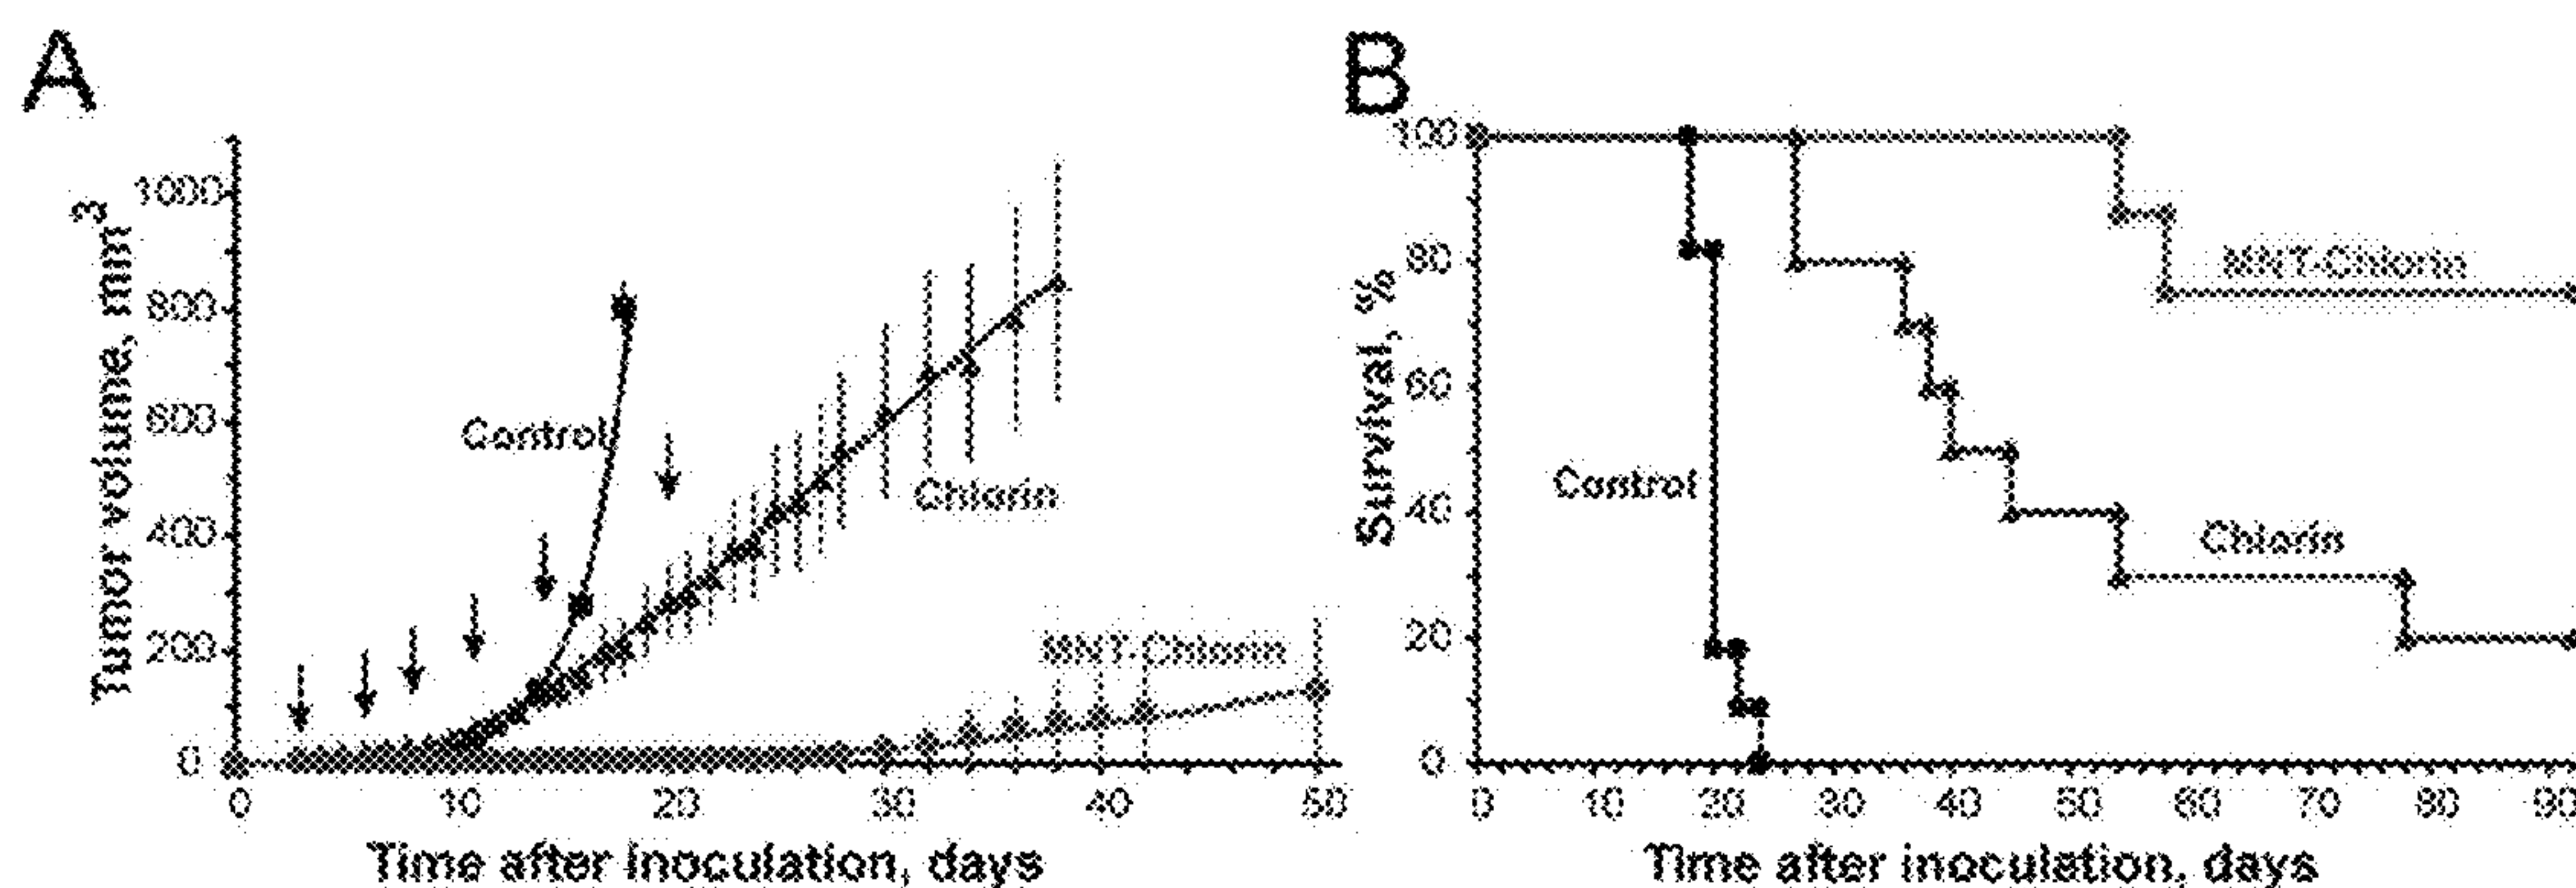 A
Tumor volume, mm3
1000
800
600
400
200
0
0 10 20 30 40 50
Time after inoculation, days
Control
Chlorin
MNT-Chlorin
B
Survival, %
100
80
60
40
20
0
0 10 20 30 40 50 60 70 80 90
Time after inoculation, days
Control
Chlorin
MNT-Chlorin